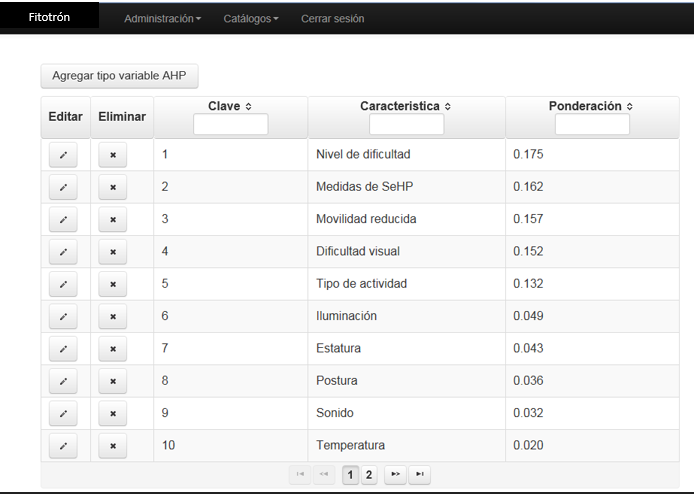 Fitotrón Administración Catálogos Cerrar sesión
Agregar tipo variable AHP
Editar Eliminar Clave Caracteristica Ponderación
1 Nivel de dificultad 0.175
2 Medidas de SeHP 0.162
3 Movilidad reducida 0.157
4 Dificultad visual 0.152
5 Tipo de actividad 0.132
6 Iluminación 0.049
7 Estatura 0.043
8 Postura 0.036
9 Sonido 0.032
10 Temperatura 0.020
1 2